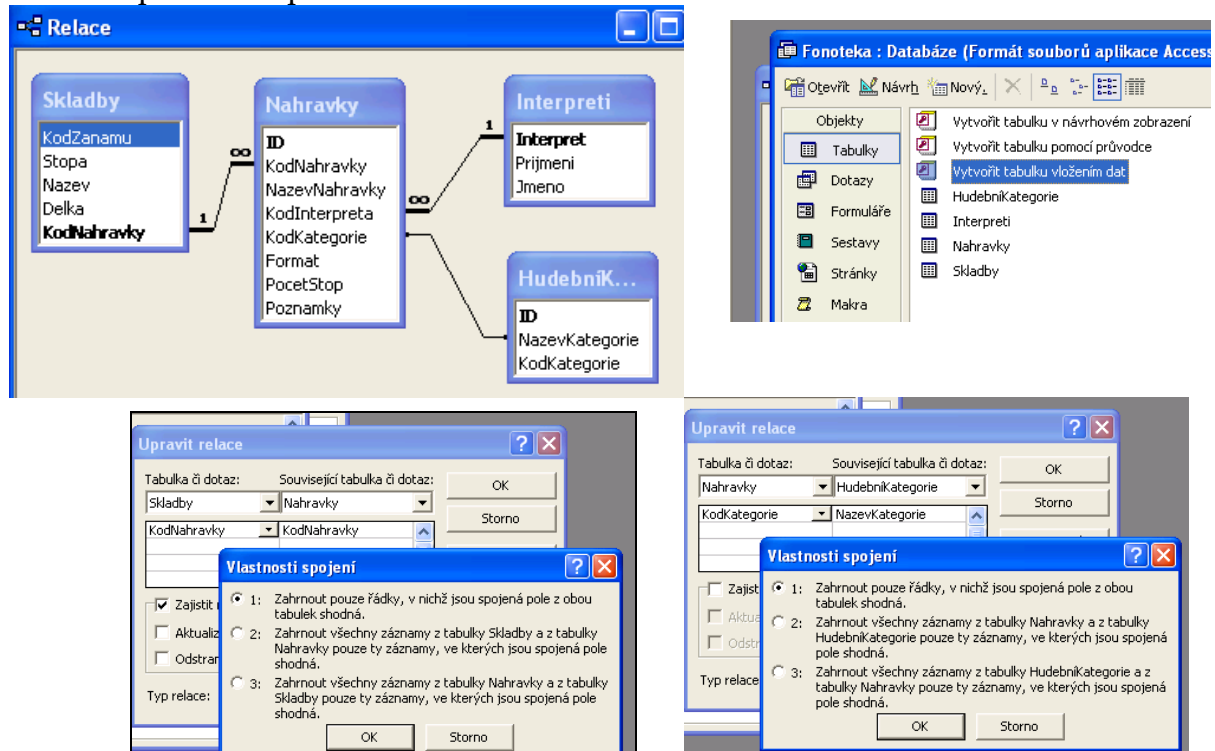 Relace
Skladby
KodZanamu
Stopa
Nazev
Delka
KodNahravky
1
∞
Nahravky
ID
KodNahravky
NazevNahravky
KodInterpreta
KodKategorie
Format
PocetStop
Poznamky
∞
1
Interpreti
Interpret
Prijmeni
Jmeno
HudebníK...
ID
NazevKategorie
KodKategorie
Fonoteka : Databáze (Formát souborů aplikace Access
Otevřít Návrh Nový
Objekty
Tabulky
Dotazy
Formuláře
Sestavy
Stránky
Makra
Vytvořit tabulku v návrhovém zobrazení
Vytvořit tabulku pomocí průvodce
Vytvořit tabulku vložením dat
HudebníKategorie
Interpreti
Nahravky
Skladby
Upravit relace
Tabulka či dotaz: Související tabulka či dotaz:
Skladby Nahravky
KodNahravky KodNahravky
OK
Storno
Zajistit
Aktualiz
Odstran
Typ relace:
Vlastnosti spojení
1: Zahrnout pouze řádky, v nichž jsou spojená pole z obou
tabulek shodná.
2: Zahrnout všechny záznamy z tabulky Skladby a z tabulky
Nahravky pouze ty záznamy, ve kterých jsou spojená pole
shodná.
3: Zahrnout všechny záznamy z tabulky Nahravky a z tabulky
Skladby pouze ty záznamy, ve kterých jsou spojená pole
shodná.
OK Storno
Upravit relace
Tabulka či dotaz: Související tabulka či dotaz:
Nahravky HudebníKategorie
KodKategorie NazevKategorie
OK
Storno
Zajist
Aktua
Odstr
Typ relace
Vlastnosti spojení
1: Zahrnout pouze řádky, v nichž jsou spojená pole z obou
tabulek shodná.
2: Zahrnout všechny záznamy z tabulky Nahravky a z tabulky
HudebníKategorie pouze ty záznamy, ve kterých jsou spojená
pole shodná.
3: Zahrnout všechny záznamy z tabulky HudebníKategorie a z
tabulky Nahravky pouze ty záznamy, ve kterých jsou spojená
pole shodná.
OK Storno